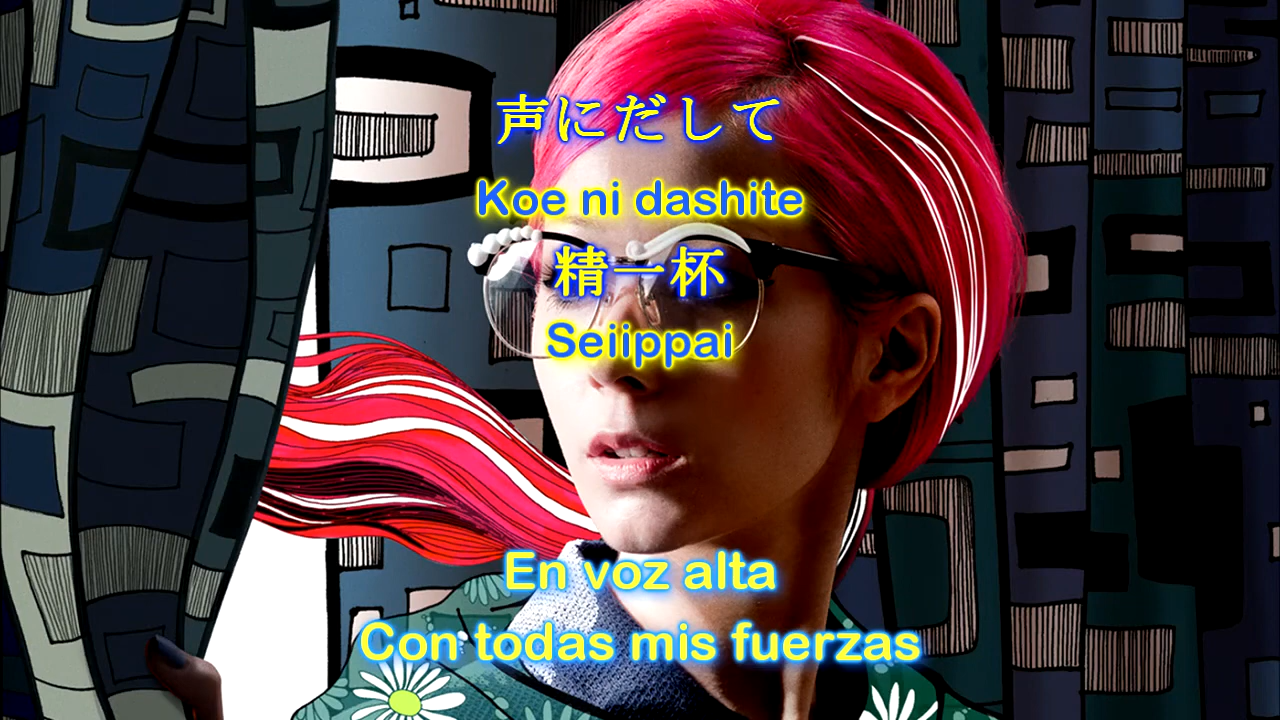 声にだして
Koe ni dashite
精一杯
Seiippai
En voz alta
Con todas mis fuerzas